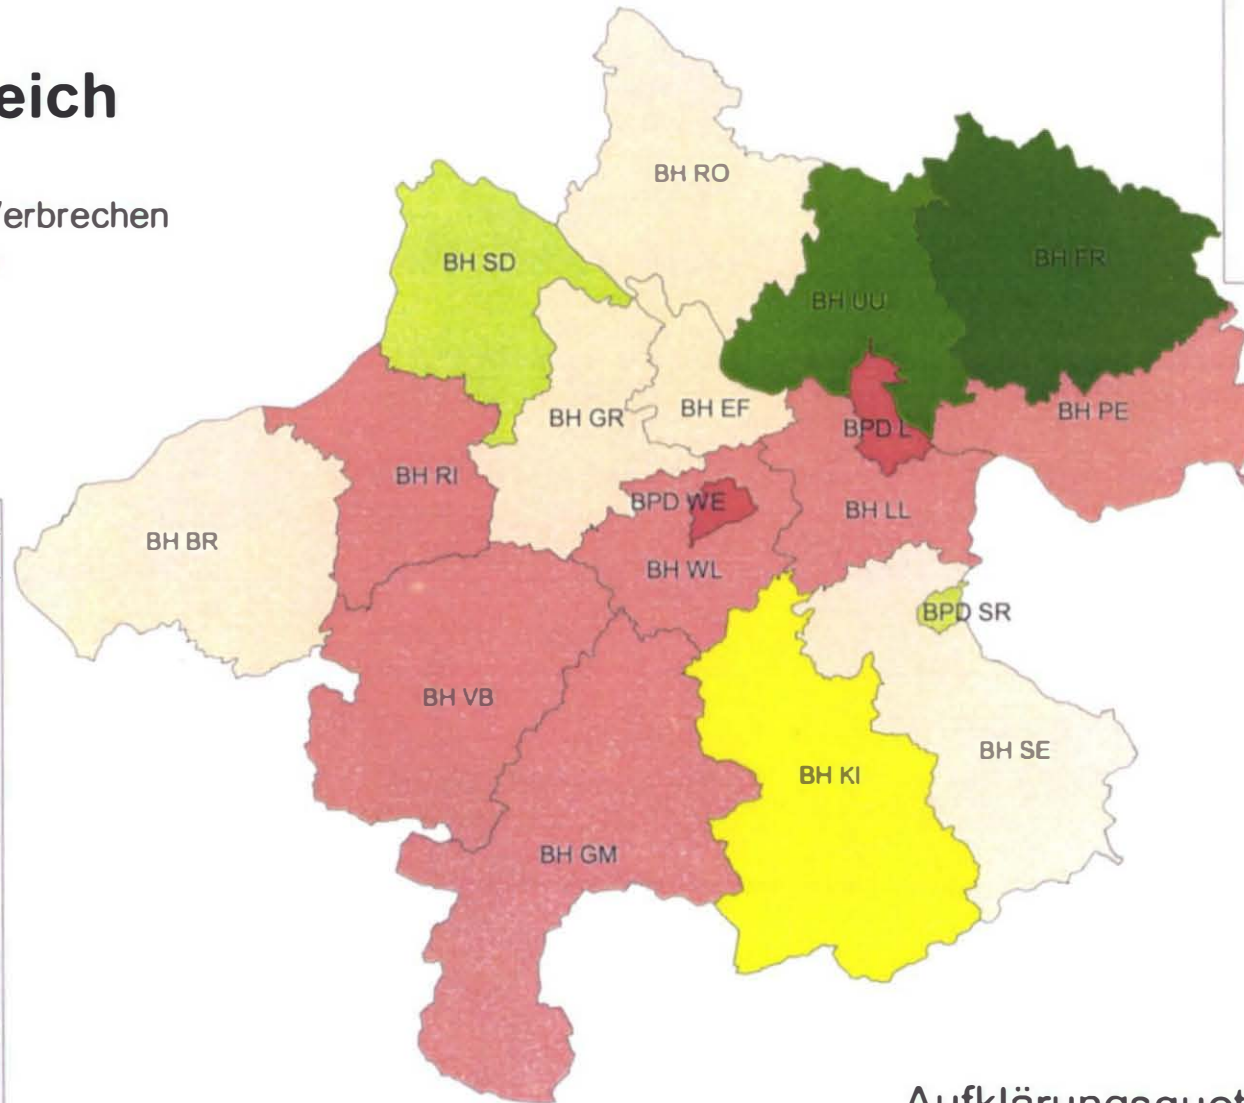 eich
erbrechen
BH RO
BH SD
BH FR
BH UU
BH GR
BH EF
BH PE
BPD L
BH RI
BPD WE
BH LL
BH BR
BH WL
BPD SR
BH VB
BH SE
BH KI
BH GM
Aufklärungsquot